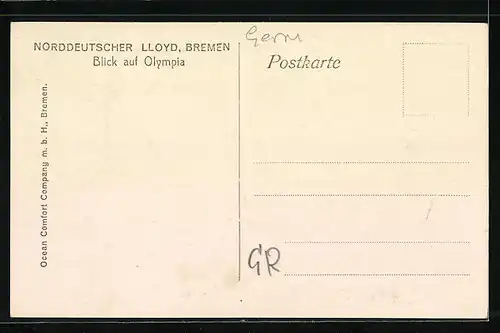 NORDDEUTSCHER LLOYD, BREMEN
Blick auf Olympia
Ocean Comfort Company m. b. H., Bremen.
Germ
Postkarte
GR